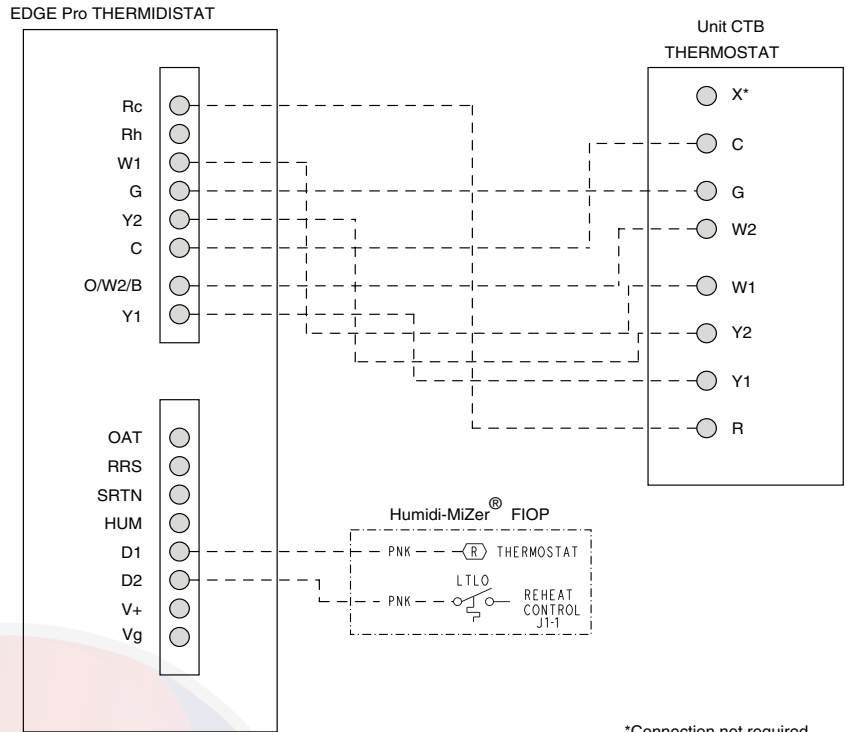 EDGE Pro THERMIDISTAT
Rc
Rh
W1
G
Y2
C
O/W2/B
Y1
OAT
RRS
SRTN
HUM
D1
D2
V+
Vg
Unit CTB
THERMOSTAT
X*
C
G
W2
W1
Y2
Y1
R
Humidi-MiZer® FIOP
PNK
R
THERMOSTAT
LTLO
PNK
REHEAT
CONTROL
J1-1
*Connection not required.